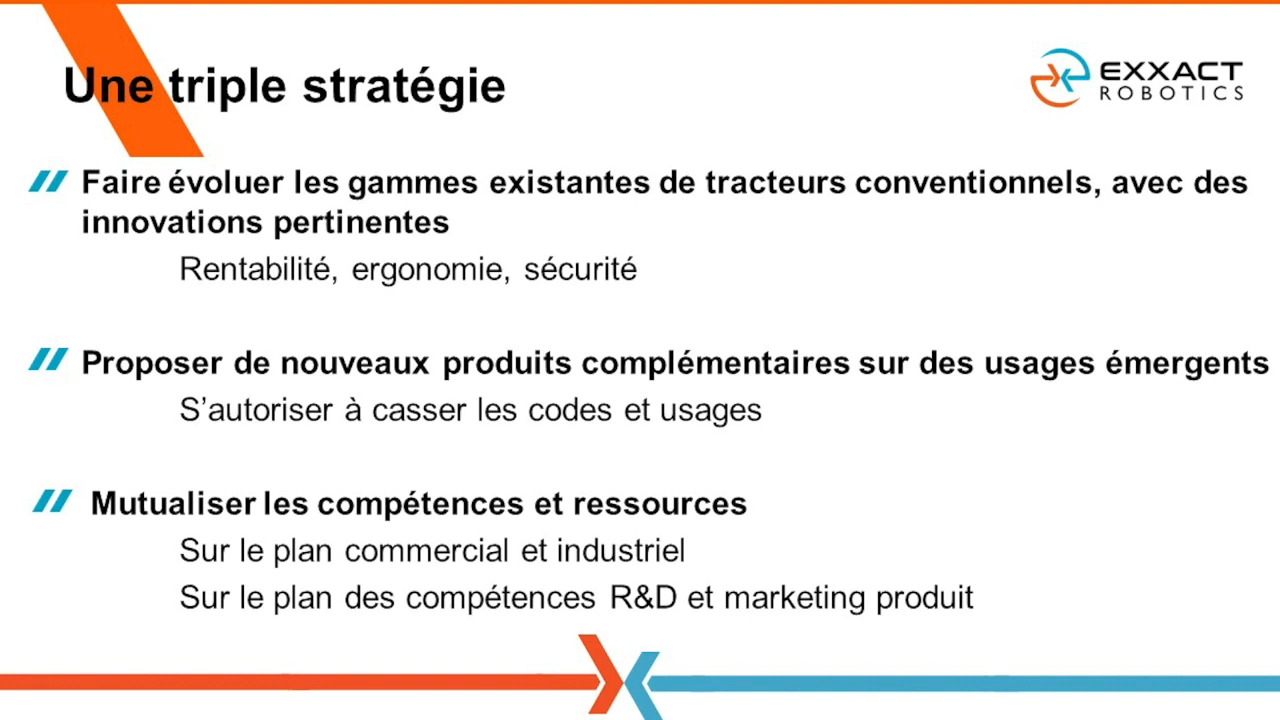 Une triple stratégie
EXXACT
ROBOTICS
Faire évoluer les gammes existantes de tracteurs conventionnels, avec des
innovations pertinentes
Rentabilité, ergonomie, sécurité
Proposer de nouveaux produits complémentaires sur des usages émergents
S’autoriser à casser les codes et usages
Mutualiser les compétences et ressources
Sur le plan commercial et industriel
Sur le plan des compétences R&D et marketing produit